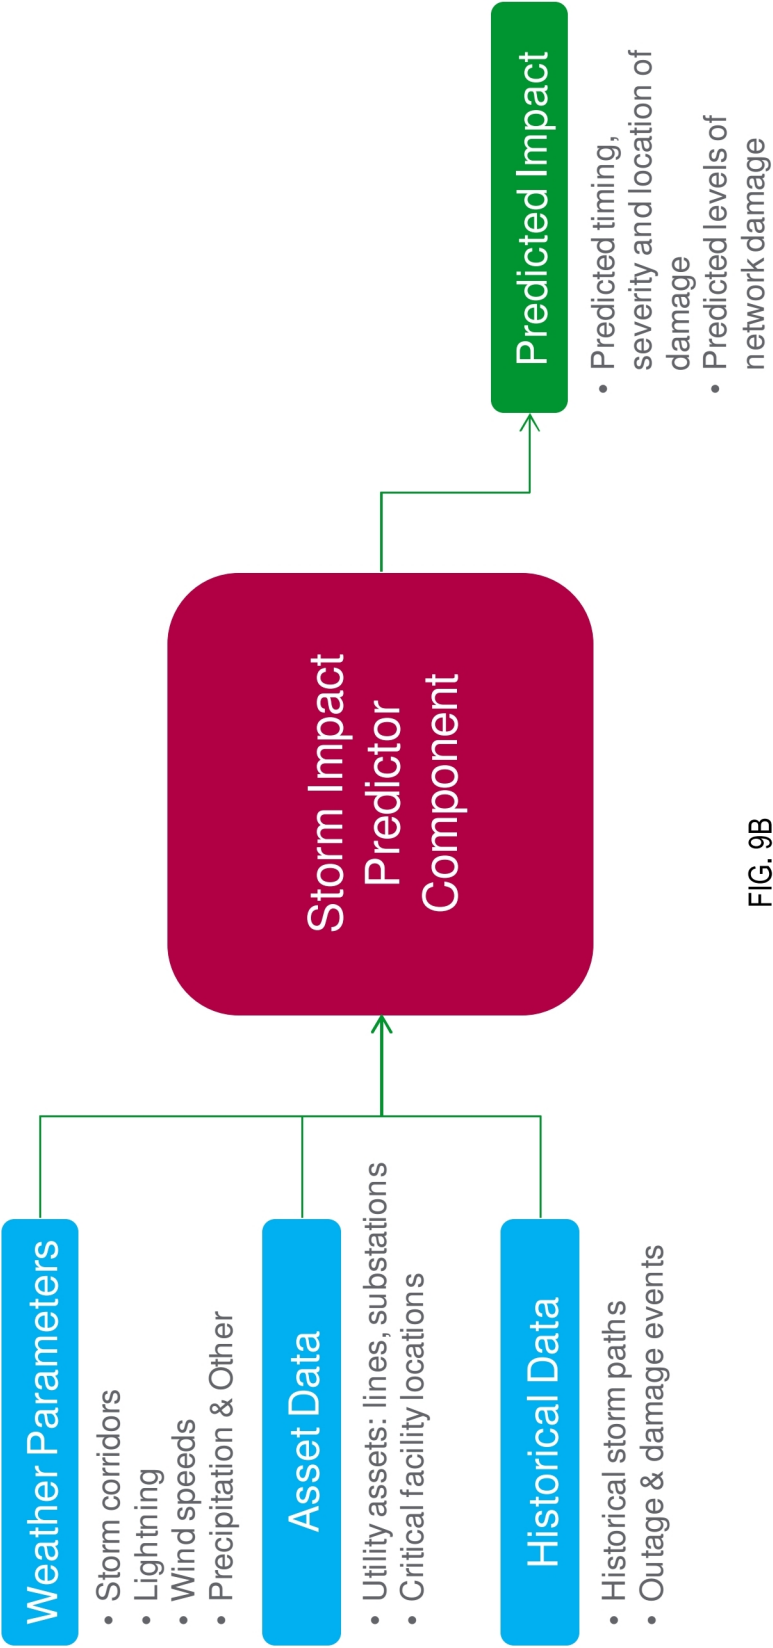 Weather Parameters
• Storm corridors
• Lightning
• Wind speeds
• Precipitation & Other
Asset Data
• Utility assets: lines, substations
• Critical facility locations
Historical Data
• Historical storm paths
• Outage & damage events
Storm Impact
Predictor
Component
Predicted Impact
• Predicted timing,
severity and location of
damage
• Predicted levels of
network damage
FIG. 9B